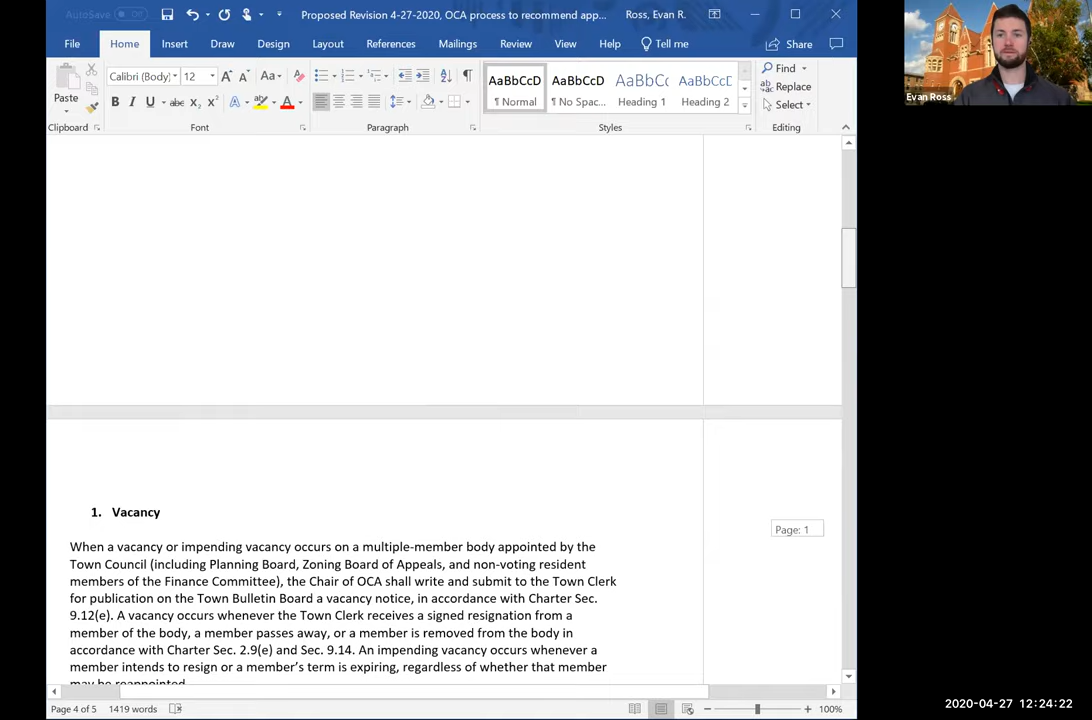 AutoSave Off Proposed Revision 4-27-2020, OCA process to recommend app... Ross, Evan R.
File Home Insert Draw Design Layout References Mailings Review View Help Tell me Share
Paste
Calibri (Body) 12 Aa
B I U abc x₂ x² A A
AaBbCcD AaBbCcD AaBbCc AaBbCcD
¶ Normal ¶ No Spac... Heading 1 Heading 2
Find
Replace
Select
Clipboard Font Paragraph Styles Editing
Evan Ross
1. Vacancy
Page: 1
When a vacancy or impending vacancy occurs on a multiple-member body appointed by the
Town Council (including Planning Board, Zoning Board of Appeals, and non-voting resident
members of the Finance Committee), the Chair of OCA shall write and submit to the Town Clerk
for publication on the Town Bulletin Board a vacancy notice, in accordance with Charter Sec.
9.12(e). A vacancy occurs whenever the Town Clerk receives a signed resignation from a
member of the body, a member passes away, or a member is removed from the body in
accordance with Charter Sec. 2.9(e) and Sec. 9.14. An impending vacancy occurs whenever a
member intends to resign or a member's term is expiring, regardless of whether that member
may be reappointed.
Page 4 of 5 1419 words 100%
2020-04-27 12:24:22